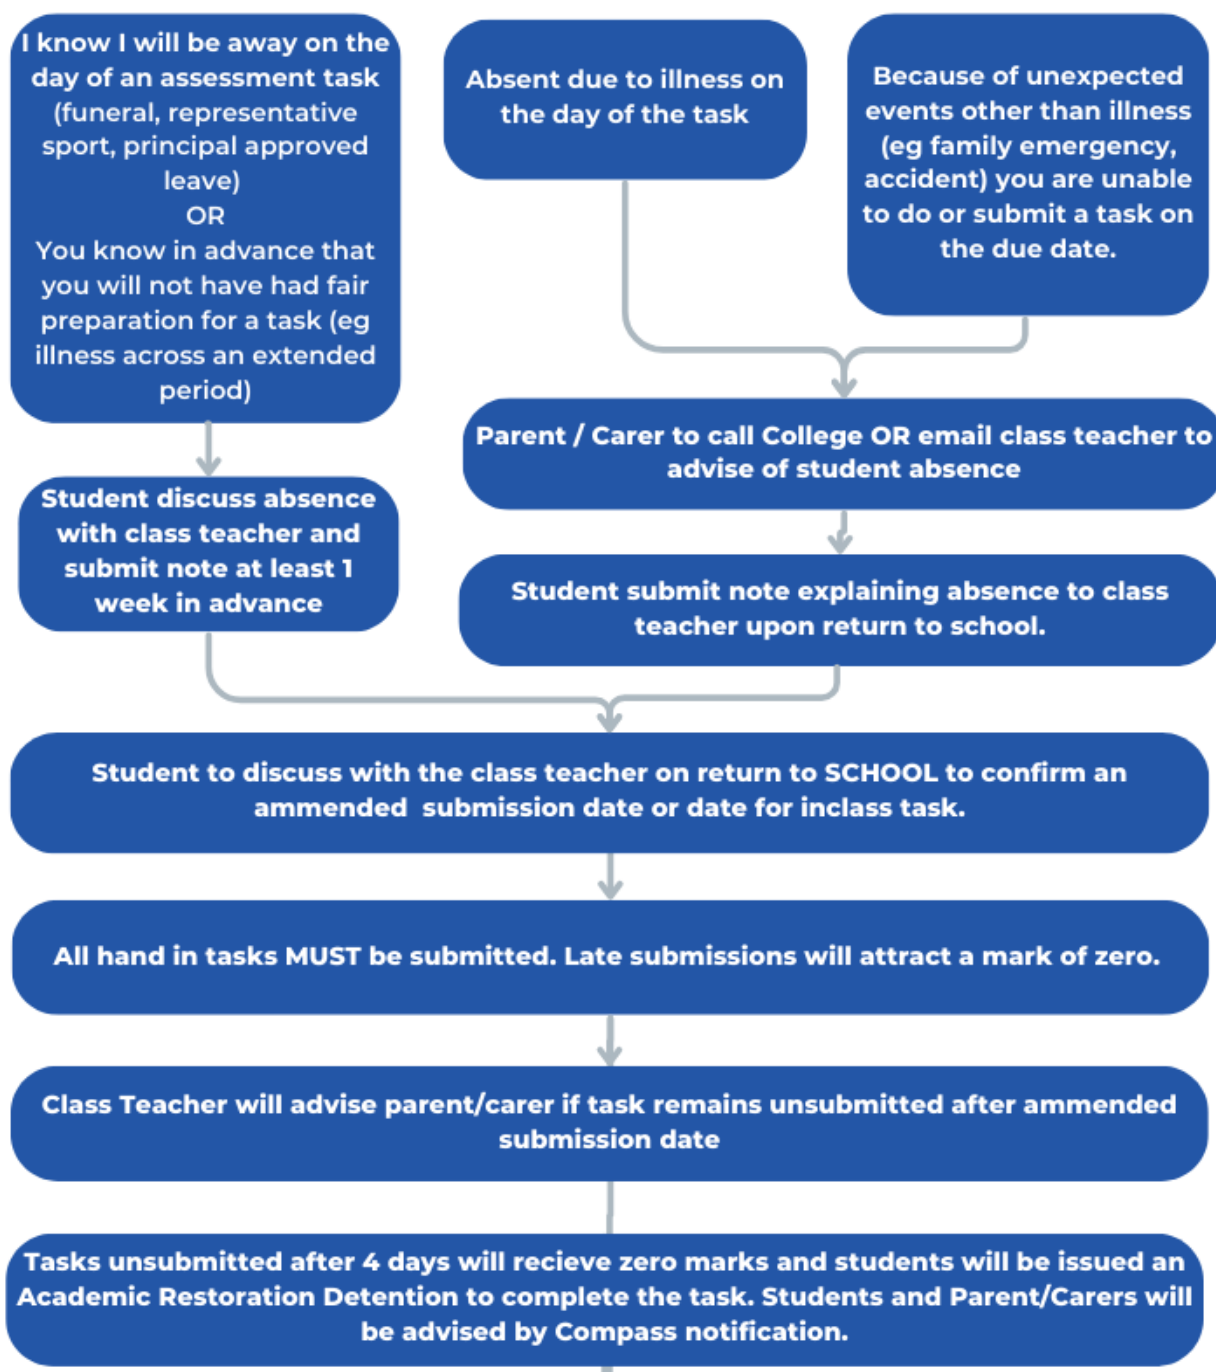 I know I will be away on the
day of an assessment task
(funeral, representative
sport, principal approved
leave)
OR
You know in advance that
you will not have had fair
preparation for a task (eg
illness across an extended
period)
Absent due to illness on
the day of the task
Because of unexpected
events other than illness
(eg family emergency,
accident) you are unable
to do or submit a task on
the due date.
Parent / Carer to call College OR email class teacher to
advise of student absence
Student discuss absence
with class teacher and
submit note at least 1
week in advance
Student submit note explaining absence to class
teacher upon return to school.
Student to discuss with the class teacher on return to SCHOOL to confirm an
ammended submission date or date for inclass task.
All hand in tasks MUST be submitted. Late submissions will attract a mark of zero.
Class Teacher will advise parent/carer if task remains unsubmitted after ammended
submission date
Tasks unsubmitted after 4 days will recieve zero marks and students will be issued an
Academic Restoration Detention to complete the task. Students and Parent/Carers will
be advised by Compass notification.